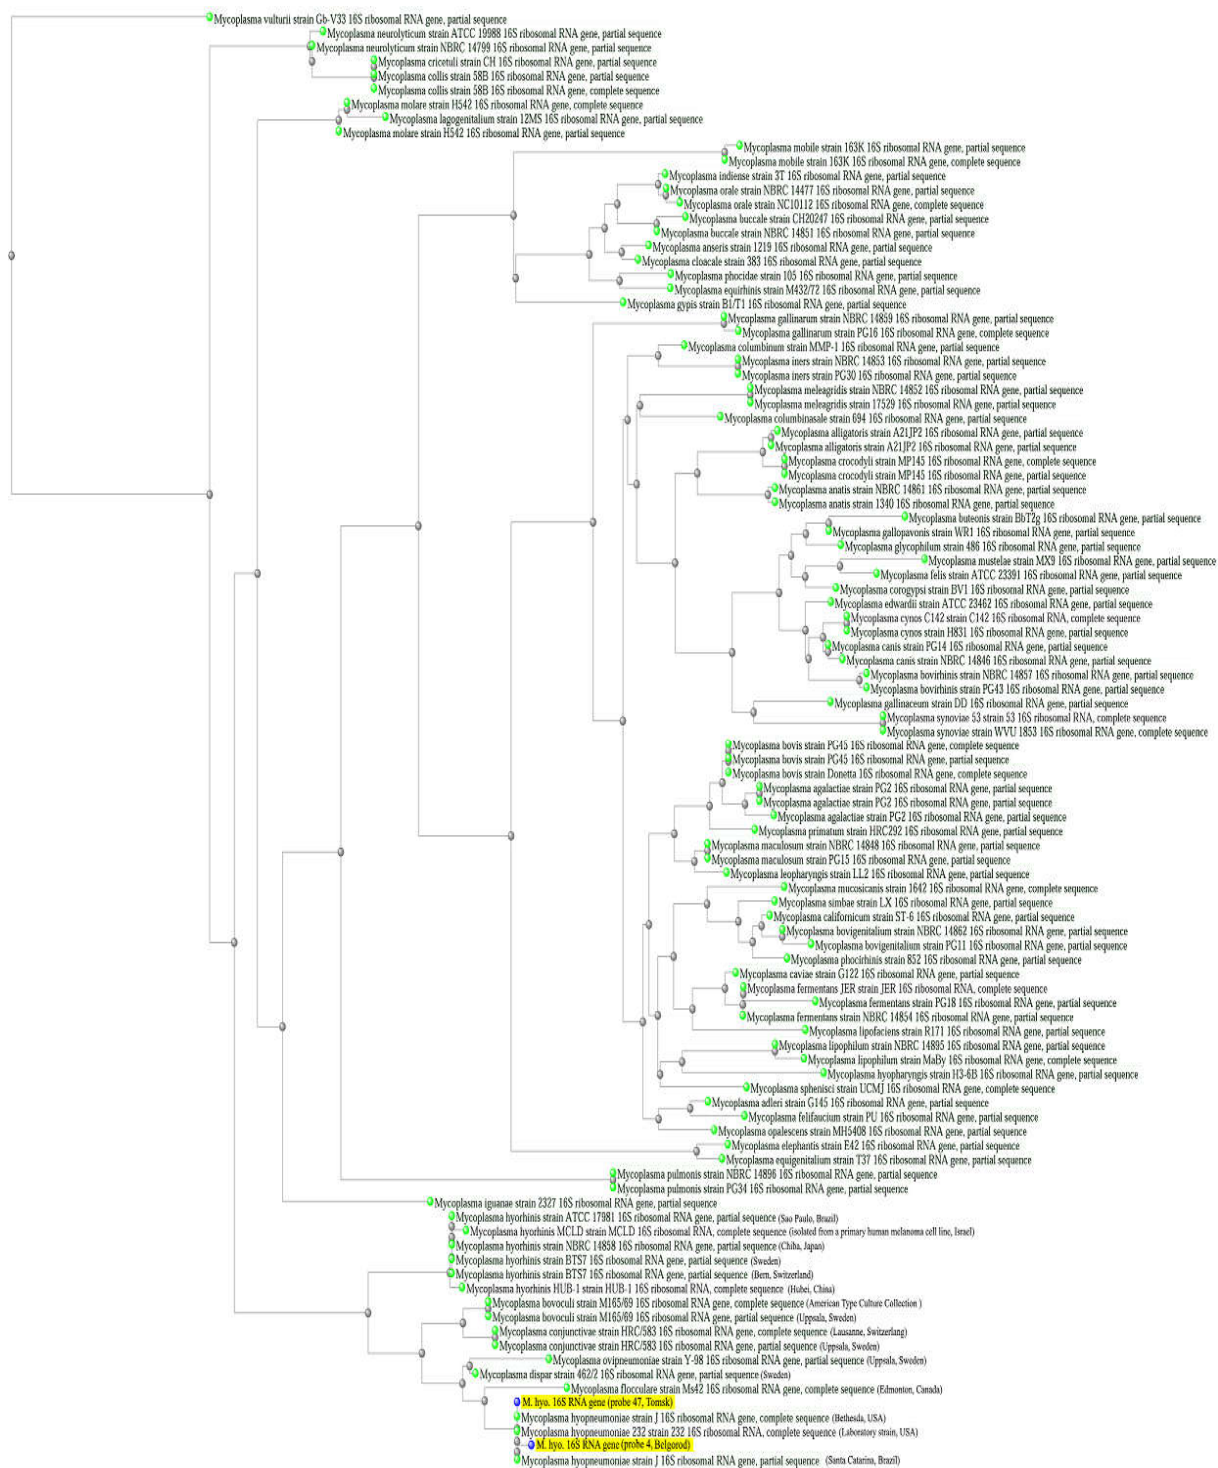 Mycoplasma vulturii strain Gb-V33 16S ribosomal RNA gene, partial sequence
Mycoplasma neurolyticum strain ATCC 19988 16S ribosomal RNA gene, partial sequence
Mycoplasma neurolyticum strain NBRC 14799 16S ribosomal RNA gene, partial sequence
Mycoplasma cricetuli strain CH 16S ribosomal RNA gene, partial sequence
Mycoplasma collis strain 58B 16S ribosomal RNA gene, partial sequence
Mycoplasma collis strain 58B 16S ribosomal RNA gene, complete sequence
Mycoplasma molare strain H542 16S ribosomal RNA gene, complete sequence
Mycoplasma lagogenitalium strain 12MS 16S ribosomal RNA gene, partial sequence
Mycoplasma molare strain H542 16S ribosomal RNA gene, partial sequence
Mycoplasma mobile strain 163K 16S ribosomal RNA gene, partial sequence
Mycoplasma mobile strain 163K 16S ribosomal RNA gene, complete sequence
Mycoplasma indiense strain 3T 16S ribosomal RNA gene, partial sequence
Mycoplasma orale strain NBRC 14477 16S ribosomal RNA gene, partial sequence
Mycoplasma orale strain NC10112 16S ribosomal RNA gene, complete sequence
Mycoplasma buccale strain CH20247 16S ribosomal RNA gene, partial sequence
Mycoplasma buccale strain NBRC 14851 16S ribosomal RNA gene, partial sequence
Mycoplasma anseris strain 1219 16S ribosomal RNA gene, partial sequence
Mycoplasma cloacale strain 383 16S ribosomal RNA gene, partial sequence
Mycoplasma phocidae strain 105 16S ribosomal RNA gene, partial sequence
Mycoplasma equirhinis strain M432/72 16S ribosomal RNA gene, partial sequence
Mycoplasma gypis strain B1/T1 16S ribosomal RNA gene, partial sequence
Mycoplasma gallinarum strain NBRC 14859 16S ribosomal RNA gene, partial sequence
Mycoplasma gallinarum strain PG16 16S ribosomal RNA gene, complete sequence
Mycoplasma columbinum strain MMP-1 16S ribosomal RNA gene, partial sequence
Mycoplasma iners strain NBRC 14853 16S ribosomal RNA gene, partial sequence
Mycoplasma iners strain PG30 16S ribosomal RNA gene, partial sequence
Mycoplasma meleagridis strain NBRC 14852 16S ribosomal RNA gene, partial sequence
Mycoplasma meleagridis strain 17529 16S ribosomal RNA gene, partial sequence
Mycoplasma columbinasale strain 694 16S ribosomal RNA gene, partial sequence
Mycoplasma alligatoris strain A21JP2 16S ribosomal RNA gene, partial sequence
Mycoplasma alligatoris strain A21JP2 16S ribosomal RNA gene, partial sequence
Mycoplasma crocodyli strain MP145 16S ribosomal RNA gene, complete sequence
Mycoplasma crocodyli strain MP145 16S ribosomal RNA gene, partial sequence
Mycoplasma anatis strain NBRC 14861 16S ribosomal RNA gene, partial sequence
Mycoplasma anatis strain 1340 16S ribosomal RNA gene, partial sequence
Mycoplasma buteonis strain BbT2g 16S ribosomal RNA gene, partial sequence
Mycoplasma gallopavonis strain WR1 16S ribosomal RNA gene, partial sequence
Mycoplasma glycophilum strain 486 16S ribosomal RNA gene, partial sequence
Mycoplasma mustelae strain MX9 16S ribosomal RNA gene, partial sequence
Mycoplasma felis strain ATCC 23391 16S ribosomal RNA gene, partial sequence
Mycoplasma corogypsi strain BV1 16S ribosomal RNA gene, partial sequence
Mycoplasma edwardii strain ATCC 23462 16S ribosomal RNA gene, partial sequence
Mycoplasma cynos C142 strain C142 16S ribosomal RNA, complete sequence
Mycoplasma cynos strain H831 16S ribosomal RNA gene, partial sequence
Mycoplasma canis strain PG14 16S ribosomal RNA gene, partial sequence
Mycoplasma canis strain NBRC 14846 16S ribosomal RNA gene, partial sequence
Mycoplasma bovirhinis strain NBRC 14857 16S ribosomal RNA gene, partial sequence
Mycoplasma bovirhinis strain PG43 16S ribosomal RNA gene, partial sequence
Mycoplasma gallinaceum strain DD 16S ribosomal RNA gene, partial sequence
Mycoplasma synoviae 53 strain 53 16S ribosomal RNA, complete sequence
Mycoplasma synoviae strain WVU 1853 16S ribosomal RNA gene, complete sequence
Mycoplasma bovis strain PG45 16S ribosomal RNA gene, complete sequence
Mycoplasma bovis strain PG45 16S ribosomal RNA gene, partial sequence
Mycoplasma bovis strain Donetta 16S ribosomal RNA gene, complete sequence
Mycoplasma agalactiae strain PG2 16S ribosomal RNA gene, partial sequence
Mycoplasma agalactiae strain PG2 16S ribosomal RNA gene, partial sequence
Mycoplasma agalactiae strain PG2 16S ribosomal RNA gene, partial sequence
Mycoplasma primatum strain HRC292 16S ribosomal RNA gene, partial sequence
Mycoplasma maculosum strain NBRC 14848 16S ribosomal RNA gene, partial sequence
Mycoplasma maculosum strain PG15 16S ribosomal RNA gene, partial sequence
Mycoplasma leopharyngis strain LL2 16S ribosomal RNA gene, partial sequence
Mycoplasma mucosicanis strain 1642 16S ribosomal RNA gene, complete sequence
Mycoplasma simbae strain LX 16S ribosomal RNA gene, partial sequence
Mycoplasma californicum strain ST-6 16S ribosomal RNA gene, partial sequence
Mycoplasma bovigenitalium strain NBRC 14862 16S ribosomal RNA gene, partial sequence
Mycoplasma bovigenitalium strain PG11 16S ribosomal RNA gene, partial sequence
Mycoplasma phocirhinis strain 852 16S ribosomal RNA gene, partial sequence
Mycoplasma caviae strain G122 16S ribosomal RNA gene, partial sequence
Mycoplasma fermentans JER strain JER 16S ribosomal RNA, complete sequence
Mycoplasma fermentans strain PG18 16S ribosomal RNA gene, partial sequence
Mycoplasma fermentans strain NBRC 14854 16S ribosomal RNA gene, partial sequence
Mycoplasma lipofaciens strain R171 16S ribosomal RNA gene, partial sequence
Mycoplasma lipophilum strain NBRC 14895 16S ribosomal RNA gene, partial sequence
Mycoplasma lipophilum strain MaBy 16S ribosomal RNA gene, complete sequence
Mycoplasma hyopharyngis strain H3-6B 16S ribosomal RNA gene, partial sequence
Mycoplasma sphenisci strain UCMJ 16S ribosomal RNA gene, complete sequence
Mycoplasma adleri strain G145 16S ribosomal RNA gene, partial sequence
Mycoplasma felifaucium strain PU 16S ribosomal RNA gene, partial sequence
Mycoplasma opalescens strain MH5408 16S ribosomal RNA gene, partial sequence
Mycoplasma elephantis strain E42 16S ribosomal RNA gene, partial sequence
Mycoplasma equigenitalium strain T37 16S ribosomal RNA gene, partial sequence
Mycoplasma pulmonis strain NBRC 14896 16S ribosomal RNA gene, partial sequence
Mycoplasma pulmonis strain PG34 16S ribosomal RNA gene, partial sequence
Mycoplasma iguanae strain 2327 16S ribosomal RNA gene, partial sequence
Mycoplasma hyorhinis strain ATCC 17981 16S ribosomal RNA gene, partial sequence (Sao Paulo, Brazil)
Mycoplasma hyorhinis MCLD strain MCLD 16S ribosomal RNA, complete sequence (isolated from a primary human melanoma cell line, Israel)
Mycoplasma hyorhinis strain NBRC 14858 16S ribosomal RNA gene, partial sequence (Chiba, Japan)
Mycoplasma hyorhinis strain BTS7 16S ribosomal RNA gene, partial sequence (Sweden)
Mycoplasma hyorhinis strain BTS7 16S ribosomal RNA gene, partial sequence (Bern, Switzerland)
Mycoplasma hyorhinis HUB-1 strain HUB-1 16S ribosomal RNA, complete sequence (Hubei, China)
Mycoplasma bovoculi strain M165/69 16S ribosomal RNA gene, complete sequence (American Type Culture Collection )
Mycoplasma bovoculi strain M165/69 16S ribosomal RNA gene, partial sequence (Uppsala, Sweden)
Mycoplasma conjunctivae strain HRC/583 16S ribosomal RNA gene, complete sequence (Lausanne, Switzerlang)
Mycoplasma conjunctivae strain HRC/583 16S ribosomal RNA gene, partial sequence (Uppsala, Sweden)
Mycoplasma ovipneumoniae strain Y-98 16S ribosomal RNA gene, partial sequence (Uppsala, Sweden)
Mycoplasma dispar strain 462/2 16S ribosomal RNA gene, partial sequence (Sweden)
Mycoplasma flocculare strain Ms42 16S ribosomal RNA gene, complete sequence (Edmonton, Canada)
M. hyo. 16S RNA gene (probe 47, Tomsk)
Mycoplasma hyopneumoniae strain J 16S ribosomal RNA gene, complete sequence (Bethesda, USA)
Mycoplasma hyopneumoniae 232 strain 232 16S ribosomal RNA, complete sequence (Laboratory strain, USA)
M. hyo. 16S RNA gene (probe 4, Belgorod)
Mycoplasma hyopneumoniae strain J 16S ribosomal RNA gene, partial sequence (Santa Catarina, Brazil)